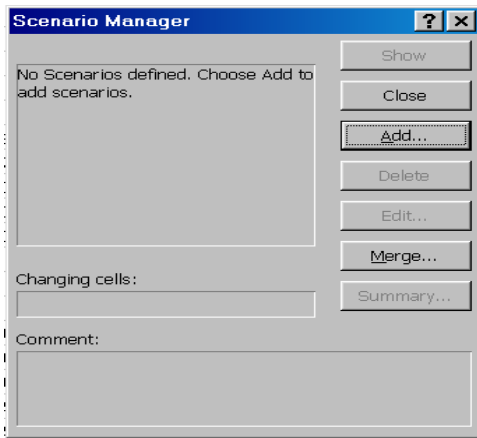 Scenario Manager
No Scenarios defined. Choose Add to
add scenarios.
Show
Close
Add...
Delete
Edit...
Merge...
Summary...
Changing cells:
Comment: